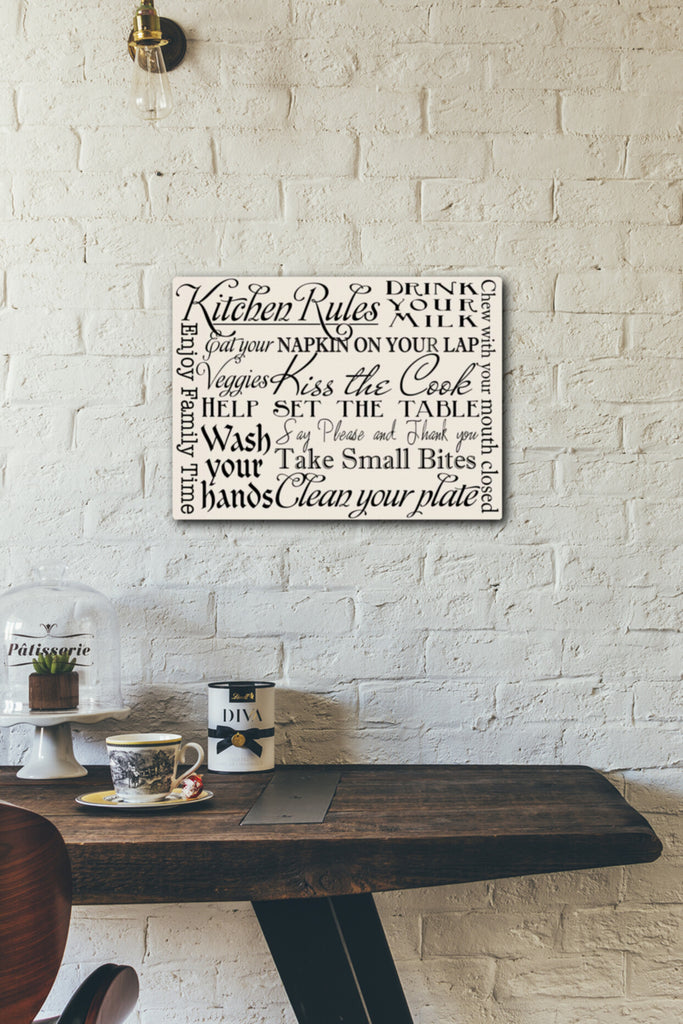 Kitchen Rules
DRINK
YOUR
MILK
Eat your
Veggies
NAPKIN ON YOUR LAP
Kiss the Cook
HELP SET THE TABLE
Wash
your
hands
Say Please and Thank you
Take Small Bites
Clean your plate
Enjoy Family Time
Chew with your mouth closed
Pâtisserie
Lindt
DIVA